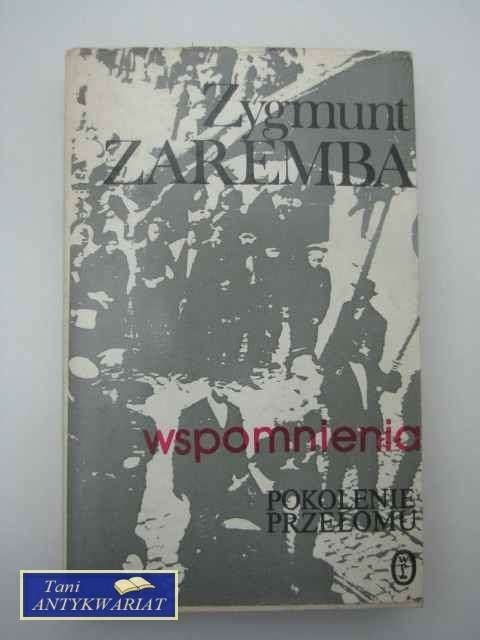 Zygmunt
ZAREMBA
wspomnienia
POKOLENIE
PRZEŁOMU
Tani
ANTYKWARIAT